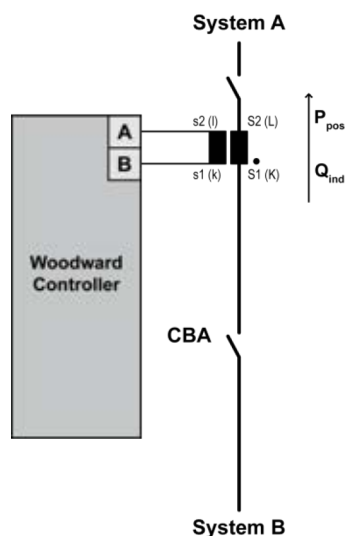 System A
s2 (l) S2 (L)
A
B
s1 (k) S1 (K)
P pos
Q ind
Woodward
Controller
CBA
System B